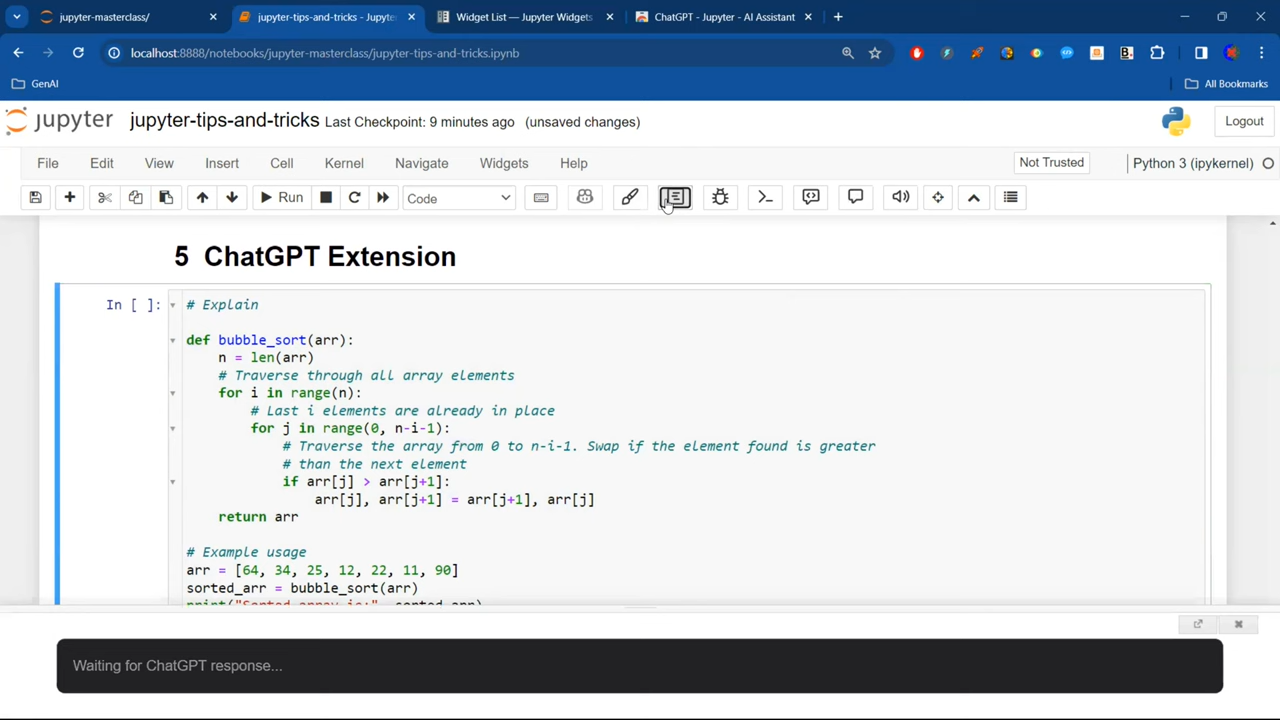 jupyter-masterclass/
jupyter-tips-and-tricks - Jupyte
Widget List — Jupyter Widgets
ChatGPT - Jupyter - AI Assistant
localhost:8888/notebooks/jupyter-masterclass/jupyter-tips-and-tricks.ipynb
GenAI
All Bookmarks
jupyter jupyter-tips-and-tricks Last Checkpoint: 9 minutes ago (unsaved changes)
Logout
File Edit View Insert Cell Kernel Navigate Widgets Help
Not Trusted
Python 3 (ipykernel)
Run
Code
5 ChatGPT Extension
In [ ]:
# Explain
def bubble_sort(arr):
n = len(arr)
# Traverse through all array elements
for i in range(n):
# Last i elements are already in place
for j in range(0, n-i-1):
# Traverse the array from 0 to n-i-1. Swap if the element found is greater
# than the next element
if arr[j] > arr[j+1]:
arr[j], arr[j+1] = arr[j+1], arr[j]
return arr
# Example usage
arr = [64, 34, 25, 12, 22, 11, 90]
sorted_arr = bubble_sort(arr)
print("Sorted array is:", sorted_arr)
Waiting for ChatGPT response...